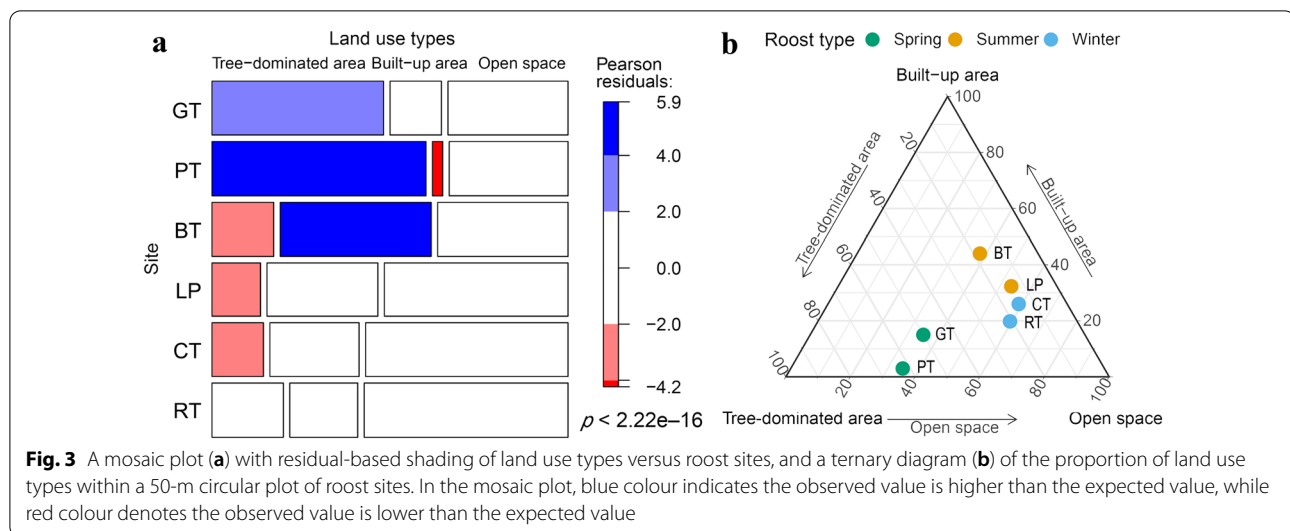 a
Land use types
Tree−dominated area Built−up area Open space
Site
GT
PT
BT
LP
CT
RT
Pearson
residuals:
5.9
4.0
2.0
0.0
−2.0
−4.2
p < 2.22e−16
b
Roost type Spring Summer Winter
Built−up area
100
80
60
40
20
Built−up area
20
40
60
80
100
Tree−dominated area
BT
LP
CT
RT
GT
PT
20
40
60
80
100
Tree−dominated area
Open space
Open space
Fig. 3 A mosaic plot (a) with residual-based shading of land use types versus roost sites, and a ternary diagram (b) of the proportion of land use
types within a 50-m circular plot of roost sites. In the mosaic plot, blue colour indicates the observed value is higher than the expected value, while
red colour denotes the observed value is lower than the expected value